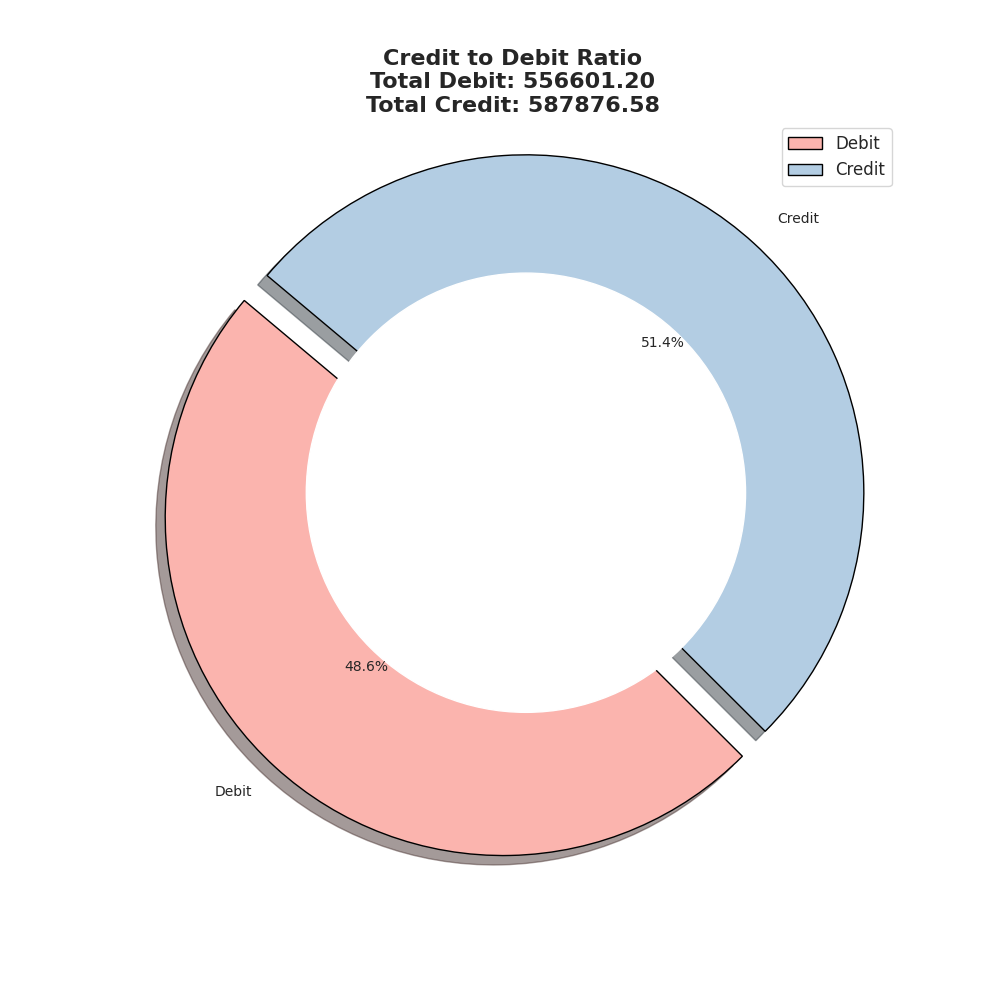 Credit to Debit Ratio
Total Debit: 556601.20
Total Credit: 587876.58
Debit
Credit
Credit
51.4%
48.6%
Debit